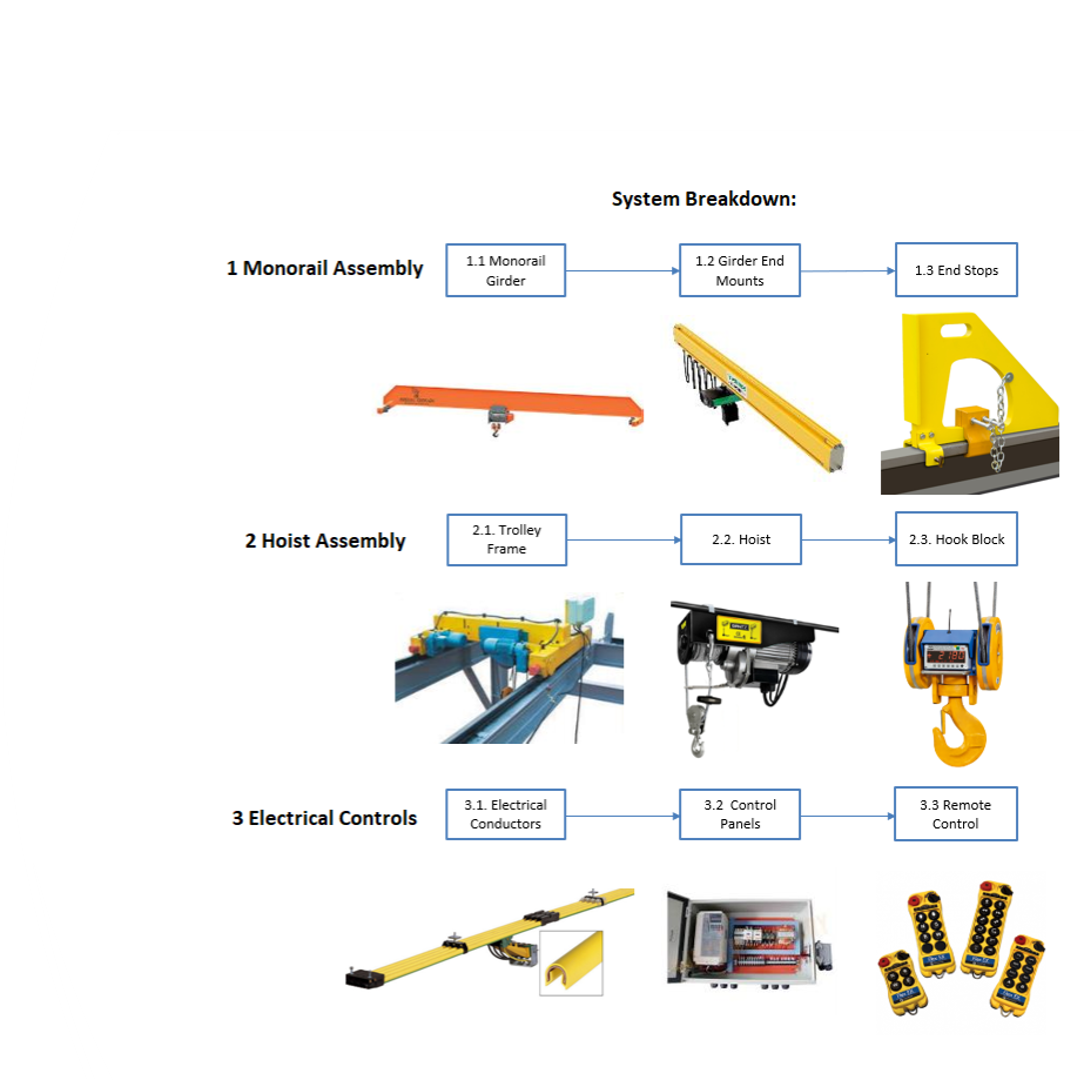 System Breakdown:
1 Monorail Assembly
1.1 Monorail
Girder
1.2 Girder End
Mounts
1.3 End Stops
2 Hoist Assembly
2.1. Trolley
Frame
2.2. Hoist
2.3. Hook Block
3 Electrical Controls
3.1. Electrical
Conductors
3.2  Control
Panels
3.3 Remote
Control